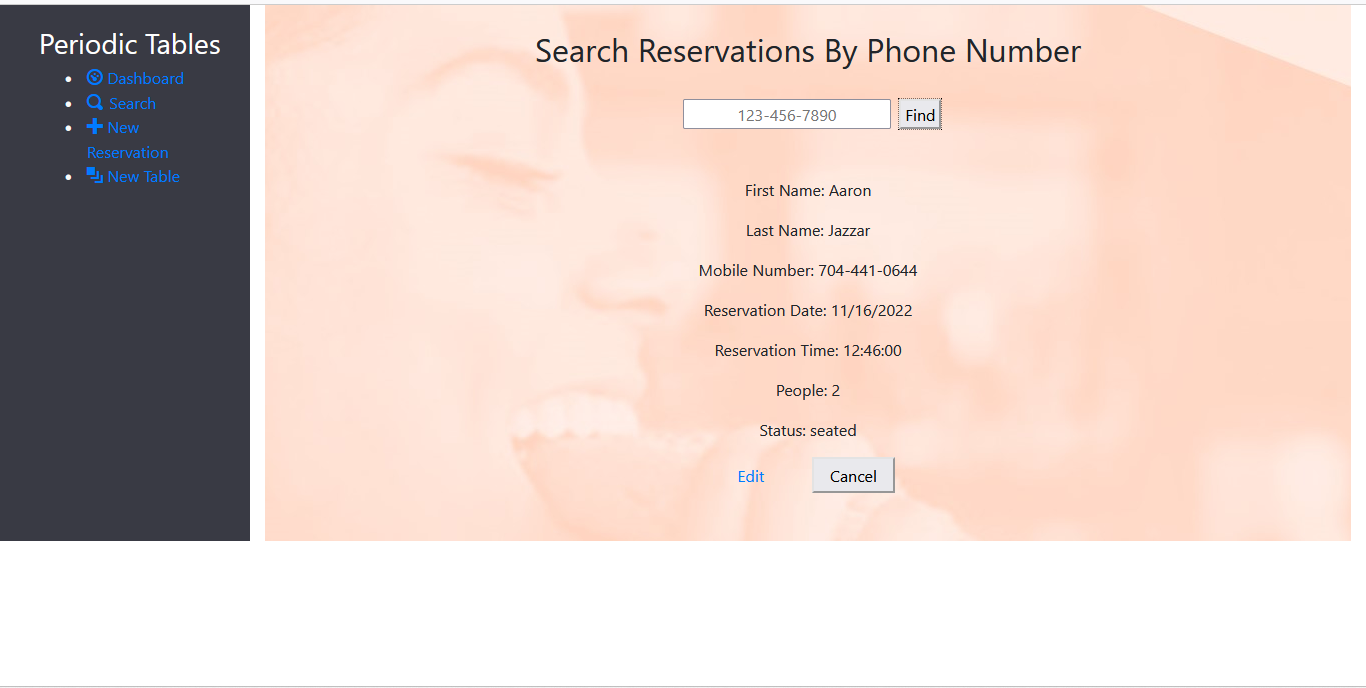 Periodic Tables
Dashboard
Search
New
Reservation
New Table
Search Reservations By Phone Number
123-456-7890 Find
First Name: Aaron
Last Name: Jazzar
Mobile Number: 704-441-0644
Reservation Date: 11/16/2022
Reservation Time: 12:46:00
People: 2
Status: seated
Edit Cancel